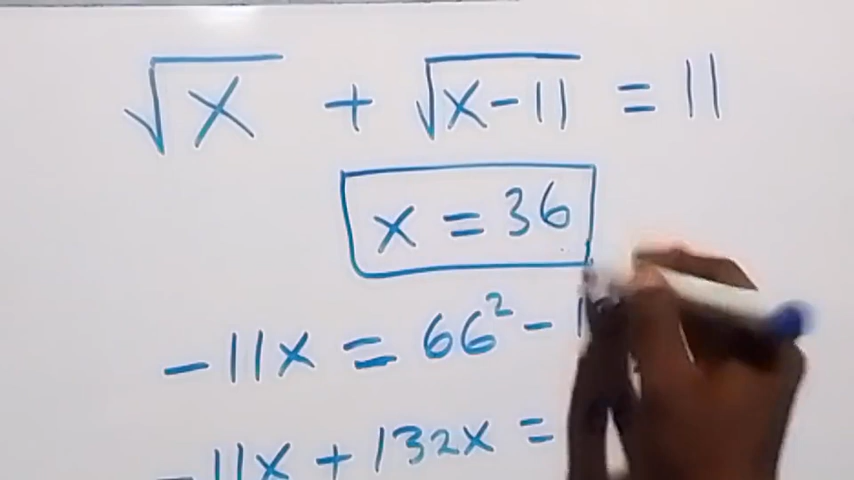 √x + √x-11 = 11
x = 36
-11x = 66² -
-11x + 132x =